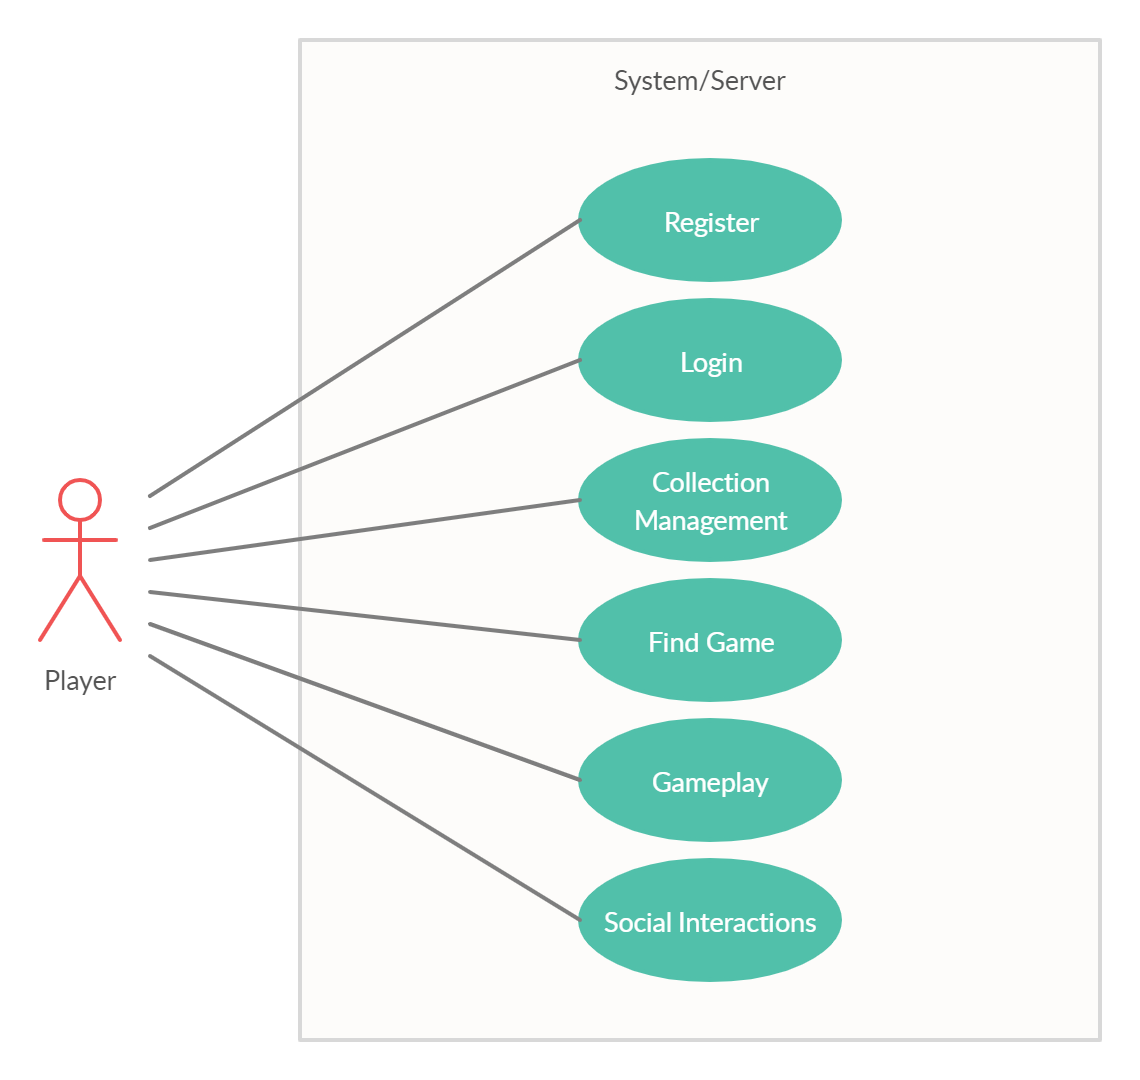 System/Server
Register
Login
Collection
Management
Find Game
Player
Gameplay
Social Interactions